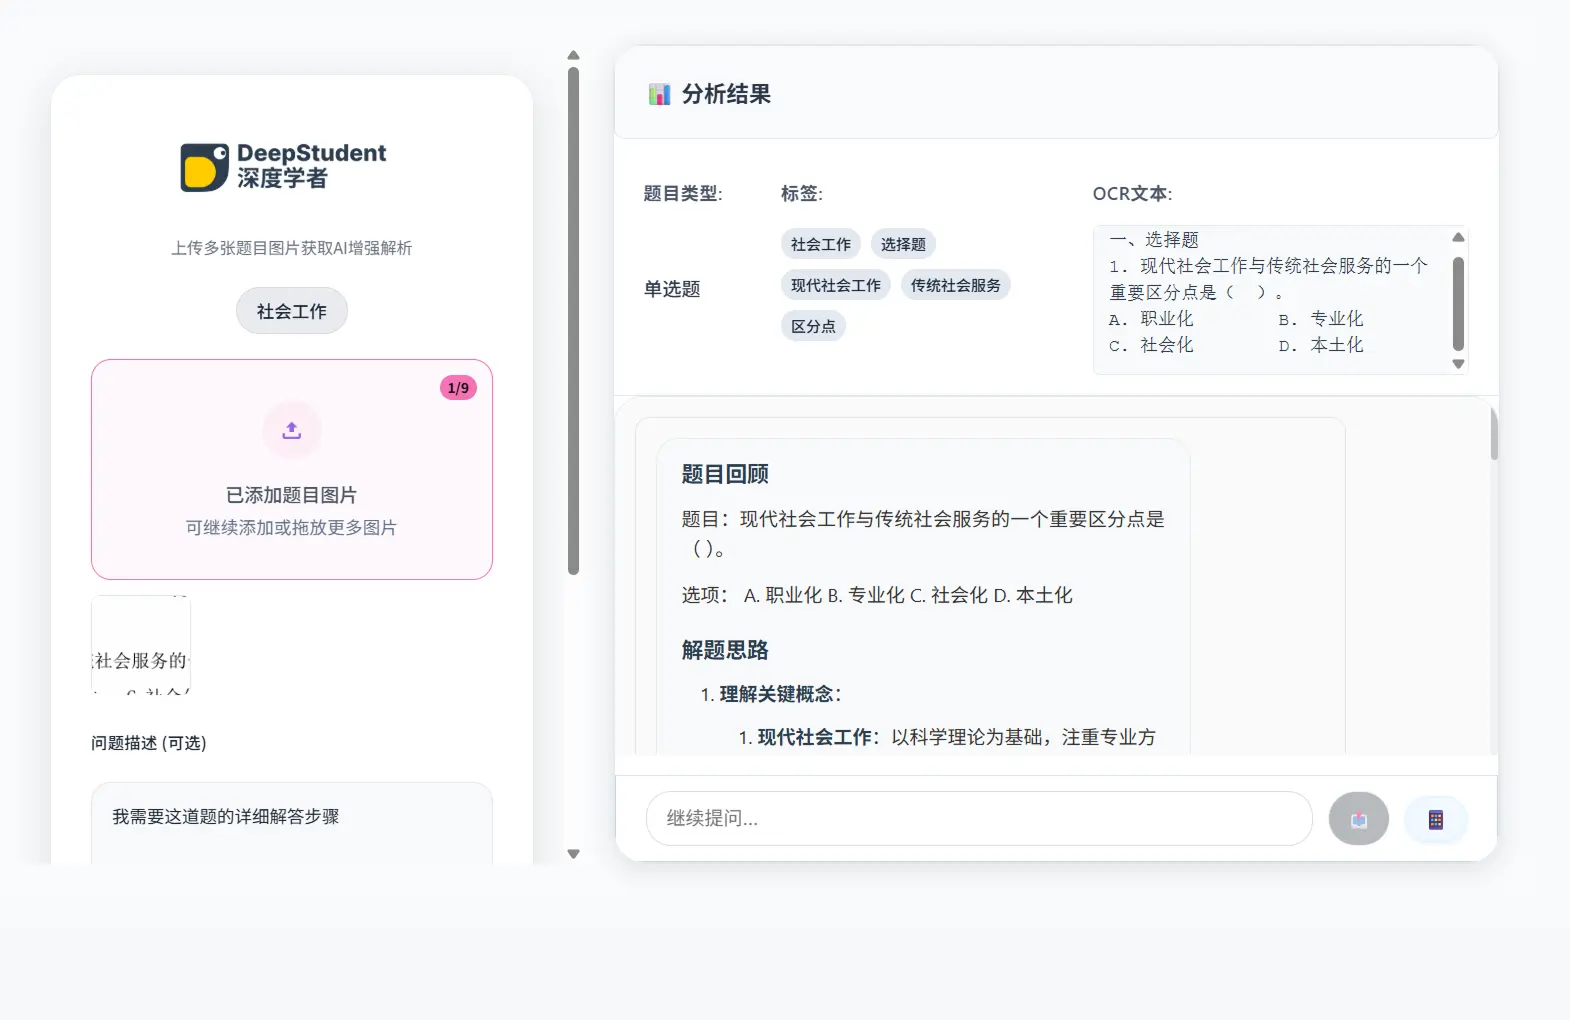 DeepStudent
深度学者
上传多张题目图片获取AI增强解析
社会工作
1/9
已添加题目图片
可继续添加或拖放更多图片
社会服务的
问题描述 (可选)
我需要这道题的详细解答步骤
分析结果
题目类型:
单选题
标签:
社会工作 选择题
现代社会工作 传统社会服务
区分点
OCR文本:
一、选择题
1. 现代社会工作与传统社会服务的一个
重要区分点是（ ）。
A. 职业化 B. 专业化
C. 社会化 D. 本土化
题目回顾
题目：现代社会工作与传统社会服务的一个重要区分点是
（ ）。
选项： A. 职业化 B. 专业化 C. 社会化 D. 本土化
解题思路
1. 理解关键概念：
1. 现代社会工作：以科学理论为基础，注重专业方
继续提问...